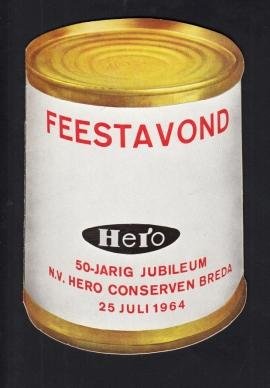 FEESTAVOND
Hero
50-JARIG JUBILEUM
N.V. HERO CONSERVEN BREDA
25 JULI 1964